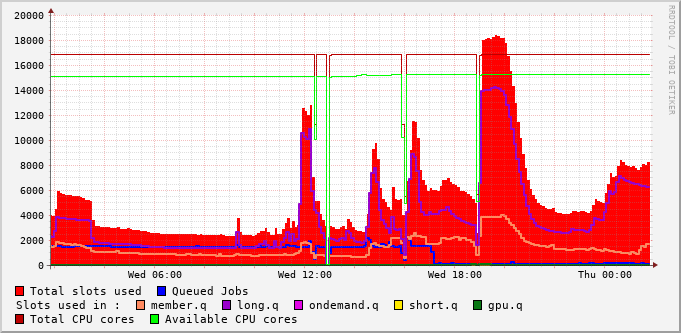 RRDTOOL / TOBI OETIKER
20000
18000
16000
14000
12000
10000
8000
6000
4000
2000
0
Wed 06:00 Wed 12:00 Wed 18:00 Thu 00:00
Total slots used Queued Jobs
Slots used in : member.q long.q ondemand.q short.q gpu.q
Total CPU cores Available CPU cores